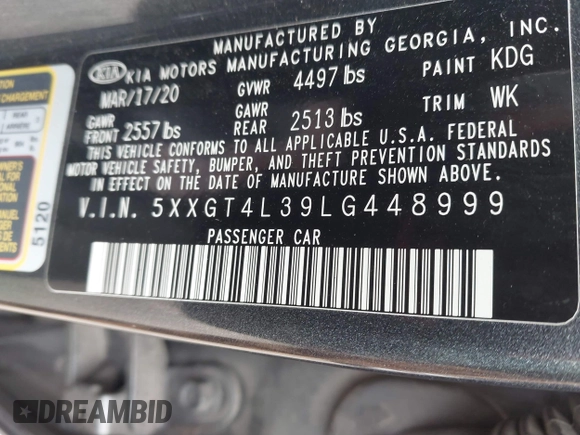 MANUFACTURED BY
KIA KIA MOTORS MANUFACTURING GEORGIA, INC.
MAR/17/20 GVWR 4497 lbs PAINT KDG
GAWR FRONT 2557 lbs GAWR REAR 2513 lbs TRIM WK
THIS VEHICLE CONFORMS TO ALL APPLICABLE U.S.A. FEDERAL
MOTOR VEHICLE SAFETY, BUMPER, AND THEFT PREVENTION STANDARDS
IN EFFECT ON THE DATE OF MANUFACTURE SHOWN ABOVE.
V.I.N. 5XXGT4L39LG448999
PASSENGER CAR
5120
DREAMBID